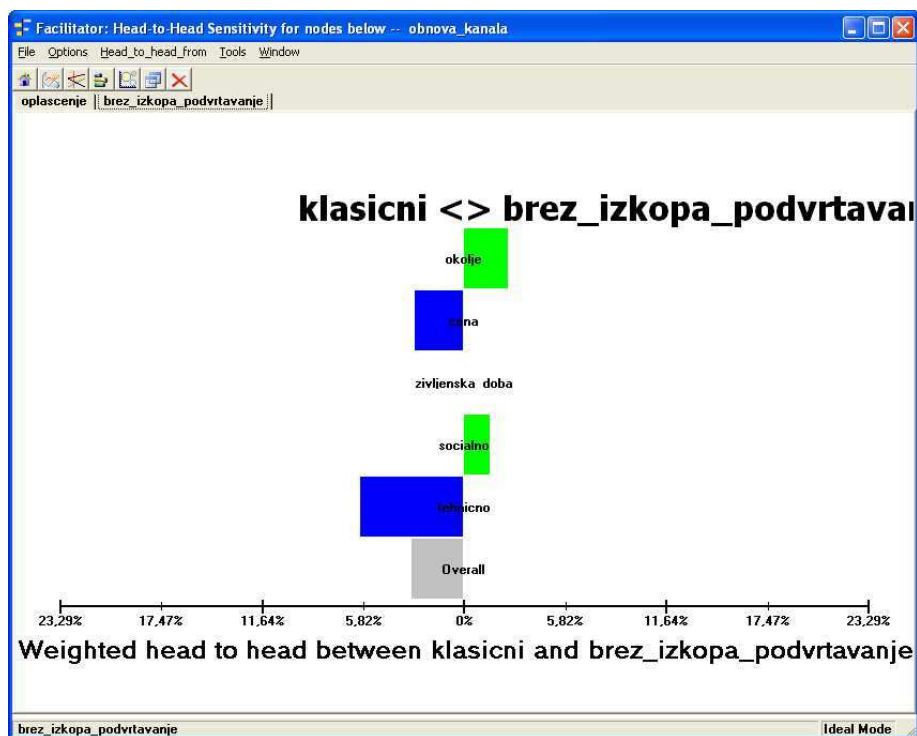 Facilitator: Head-to-Head Sensitivity for nodes below -- obnova_kanala
File Options Head_to_head_from Tools Window
oplascenje brez_izkopa_podvrtavanje
klasicni <> brez_izkopa_podvrtavan
okolje
cena
zivljenska doba
socialno
tehnicno
Overall
23,29% 17,47% 11,64% 5,82% 0% 5,82% 11,64% 17,47% 23,29%
Weighted head to head between klasicni and brez_izkopa_podvrtavanje
brez_izkopa_podvrtavanje Ideal Mode